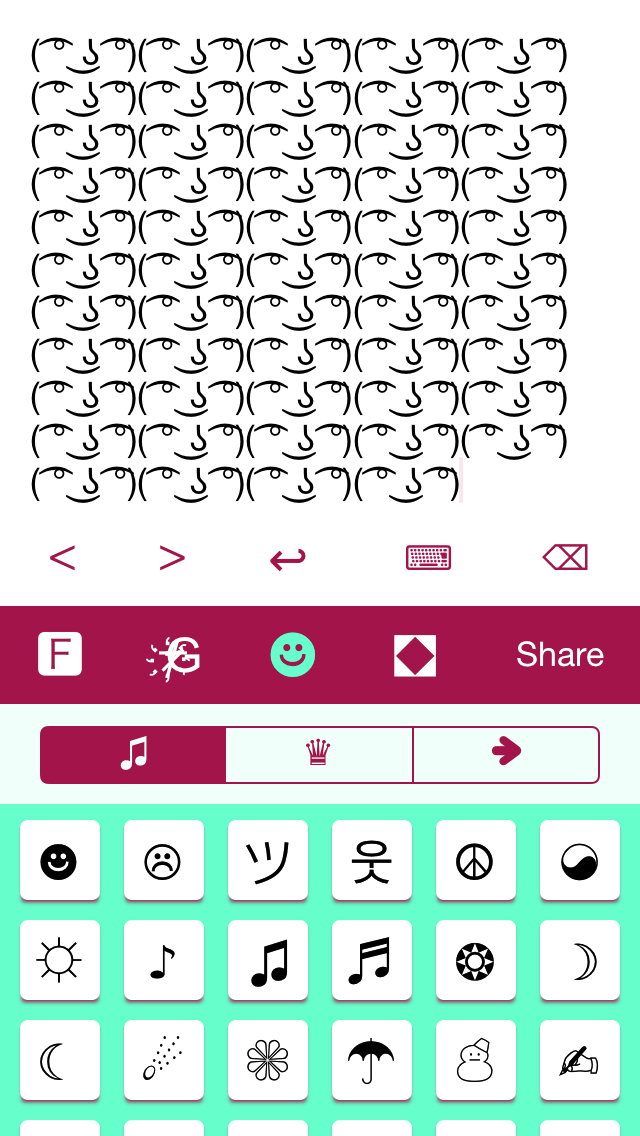 ( ͡° ͜ʖ ͡°)( ͡° ͜ʖ ͡°)( ͡° ͜ʖ ͡°)( ͡° ͜ʖ ͡°)( ͡° ͜ʖ ͡°)
( ͡° ͜ʖ ͡°)( ͡° ͜ʖ ͡°)( ͡° ͜ʖ ͡°)( ͡° ͜ʖ ͡°)( ͡° ͜ʖ ͡°)
( ͡° ͜ʖ ͡°)( ͡° ͜ʖ ͡°)( ͡° ͜ʖ ͡°)( ͡° ͜ʖ ͡°)( ͡° ͜ʖ ͡°)
( ͡° ͜ʖ ͡°)( ͡° ͜ʖ ͡°)( ͡° ͜ʖ ͡°)( ͡° ͜ʖ ͡°)( ͡° ͜ʖ ͡°)
( ͡° ͜ʖ ͡°)( ͡° ͜ʖ ͡°)( ͡° ͜ʖ ͡°)( ͡° ͜ʖ ͡°)( ͡° ͜ʖ ͡°)
( ͡° ͜ʖ ͡°)( ͡° ͜ʖ ͡°)( ͡° ͜ʖ ͡°)( ͡° ͜ʖ ͡°)( ͡° ͜ʖ ͡°)
( ͡° ͜ʖ ͡°)( ͡° ͜ʖ ͡°)( ͡° ͜ʖ ͡°)( ͡° ͜ʖ ͡°)( ͡° ͜ʖ ͡°)
( ͡° ͜ʖ ͡°)( ͡° ͜ʖ ͡°)( ͡° ͜ʖ ͡°)( ͡° ͜ʖ ͡°)( ͡° ͜ʖ ͡°)
( ͡° ͜ʖ ͡°)( ͡° ͜ʖ ͡°)( ͡° ͜ʖ ͡°)( ͡° ͜ʖ ͡°)( ͡° ͜ʖ ͡°)
( ͡° ͜ʖ ͡°)( ͡° ͜ʖ ͡°)( ͡° ͜ʖ ͡°)( ͡° ͜ʖ ͡°)( ͡° ͜ʖ ͡°)
( ͡° ͜ʖ ͡°)( ͡° ͜ʖ ͡°)( ͡° ͜ʖ ͡°)( ͡° ͜ʖ ͡°)
< > ↩ ⌨ ⌫
F G ☻ ◆ Share
♫ ♛ ➔
☻ ☹ ツ 웃 ☮ ☯
☼ ♪ ♫ ♬ ❂ ☽
☾ ☄ ❀ ☂ ☃ ✍